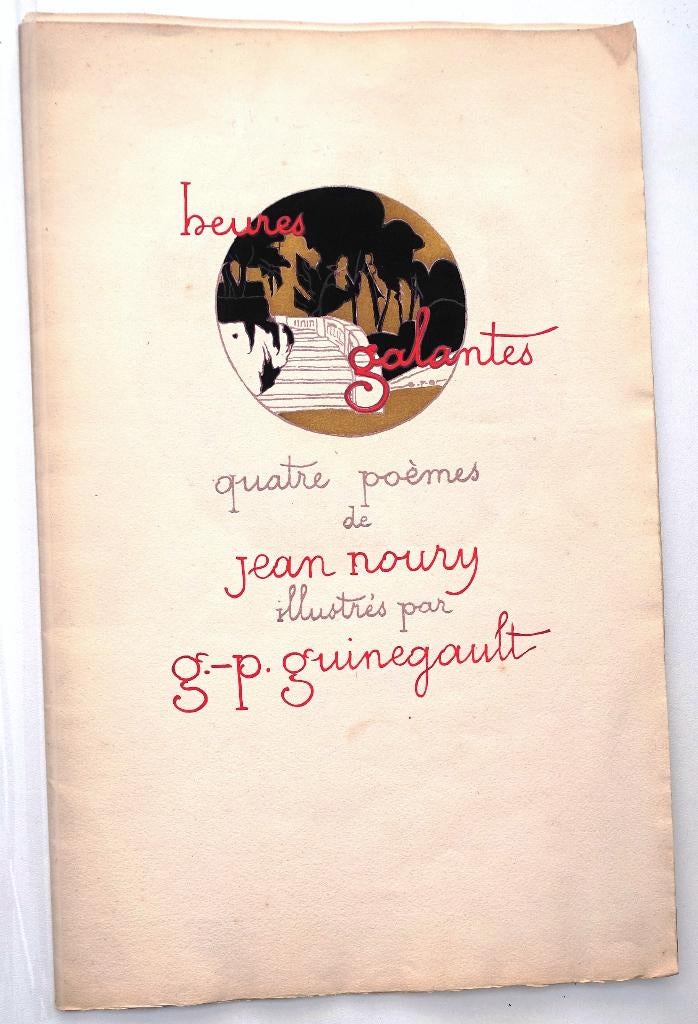 heures
galantes
quatre poèmes
de
jean noury
illustrés par
g.-p. guinegault